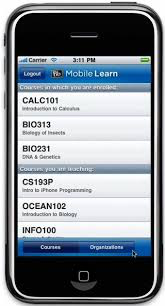 Carrier 3:11 PM
Logout Bb Mobile Learn
Courses in which you are enrolled:
CALC101
Introduction to Calculus
BIO313
Biology of Insects
BIO231
DNA & Genetics
Courses you are teaching:
CS193P
Intro to iPhone Programming
OCEAN102
Introduction to Biology
INFO100
Courses Organizations